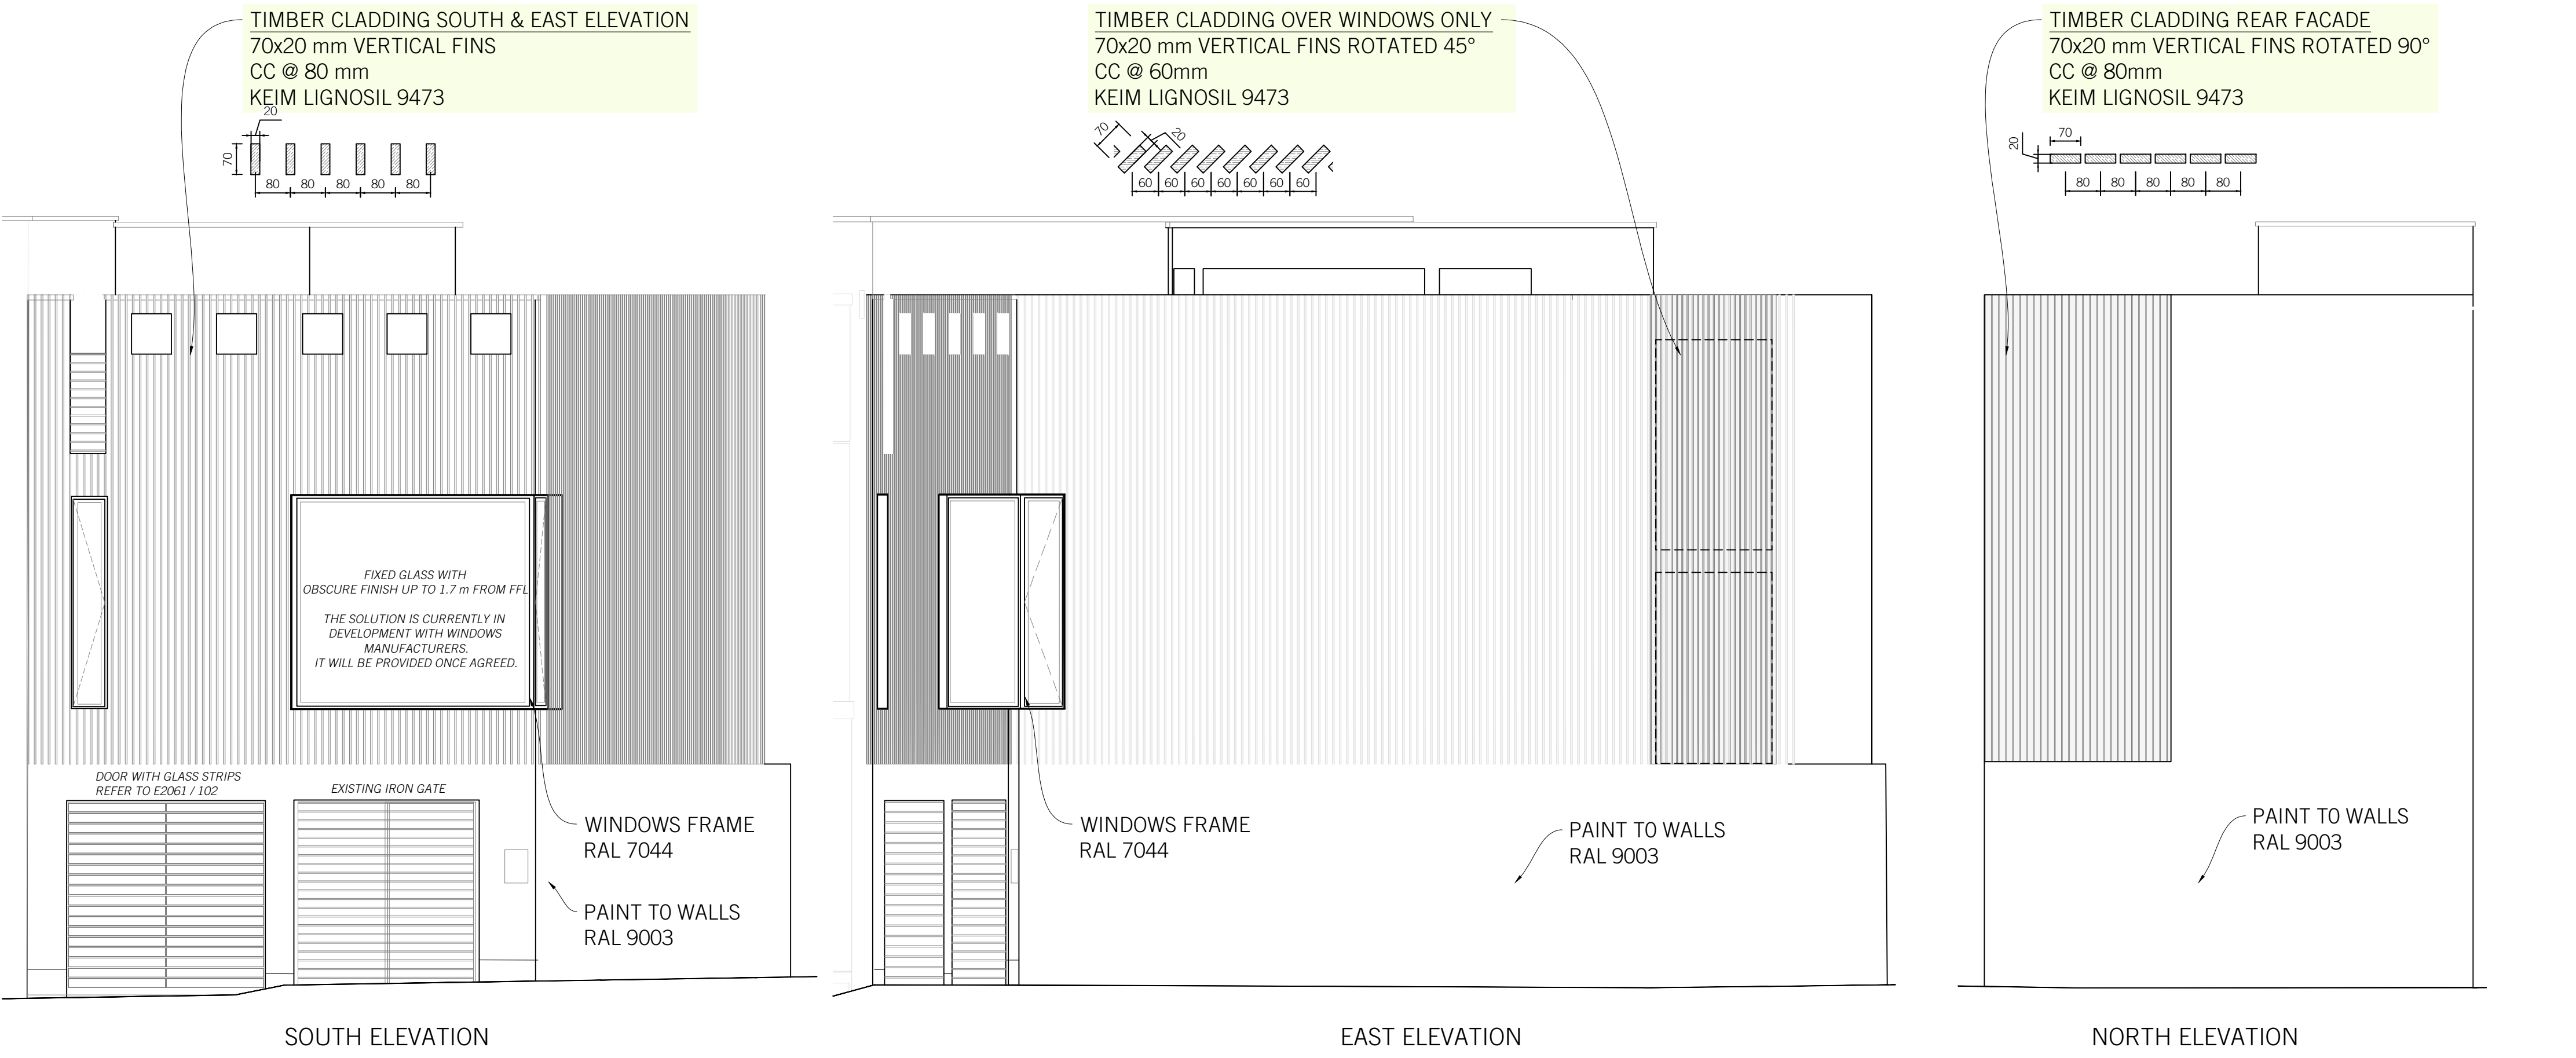 TIMBER CLADDING SOUTH & EAST ELEVATION
70x20 mm VERTICAL FINS
CC @ 80 mm
KEIM LIGNOSIL 9473
20
70
80 80 80 80 80
TIMBER CLADDING OVER WINDOWS ONLY
70x20 mm VERTICAL FINS ROTATED 45°
CC @ 60mm
KEIM LIGNOSIL 9473
70
20
60 60 60 60 60 60 60
TIMBER CLADDING REAR FACADE
70x20 mm VERTICAL FINS ROTATED 90°
CC @ 80mm
KEIM LIGNOSIL 9473
20
70
80 80 80 80 80
FIXED GLASS WITH
OBSCURE FINISH UP TO 1.7 m FROM FFL
THE SOLUTION IS CURRENTLY IN
DEVELOPMENT WITH WINDOWS
MANUFACTURERS.
IT WILL BE PROVIDED ONCE AGREED.
DOOR WITH GLASS STRIPS
REFER TO E2061 / 102
EXISTING IRON GATE
WINDOWS FRAME
RAL 7044
PAINT TO WALLS
RAL 9003
SOUTH ELEVATION
WINDOWS FRAME
RAL 7044
PAINT TO WALLS
RAL 9003
EAST ELEVATION
PAINT TO WALLS
RAL 9003
NORTH ELEVATION